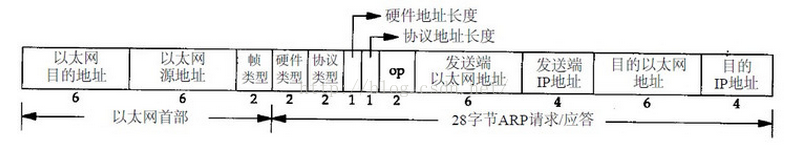 硬件地址长度
协议地址长度
以太网
目的地址
以太网
源地址
帧
类型
硬件
类型
协议
类型
op
发送端
以太网地址
发送端
IP地址
目的以太网
地址
目的
IP地址
6 6 2 2 2 1 1 2 6 4 6 4
以太网首部
28字节ARP请求/应答